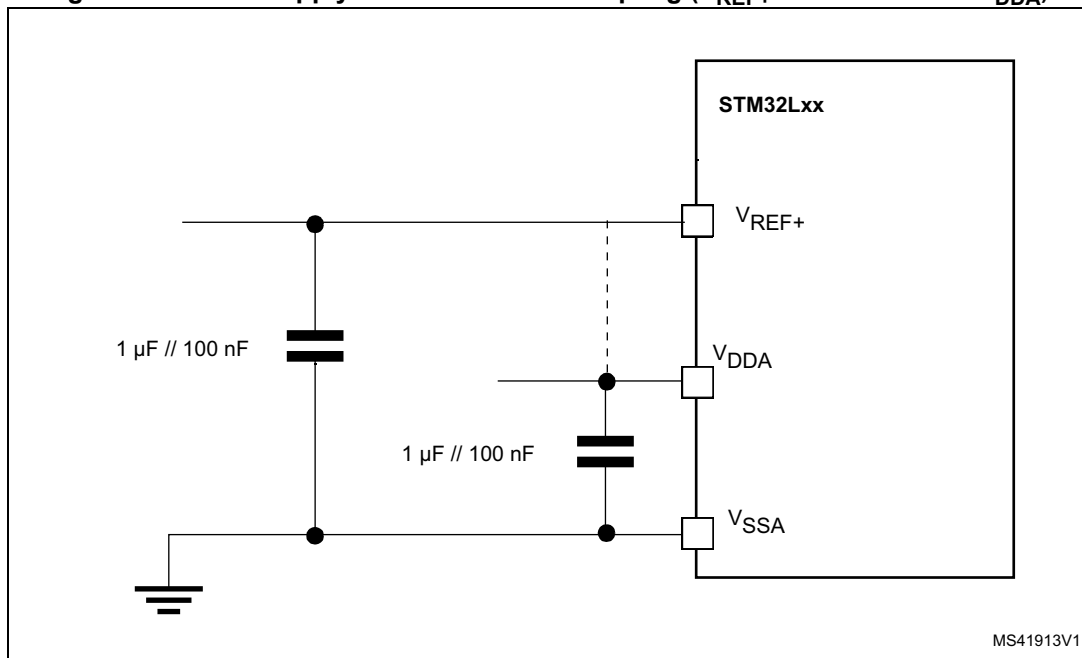 STM32Lxx
VREF+
1 µF // 100 nF
VDDA
1 µF // 100 nF
VSSA
MS41913V1